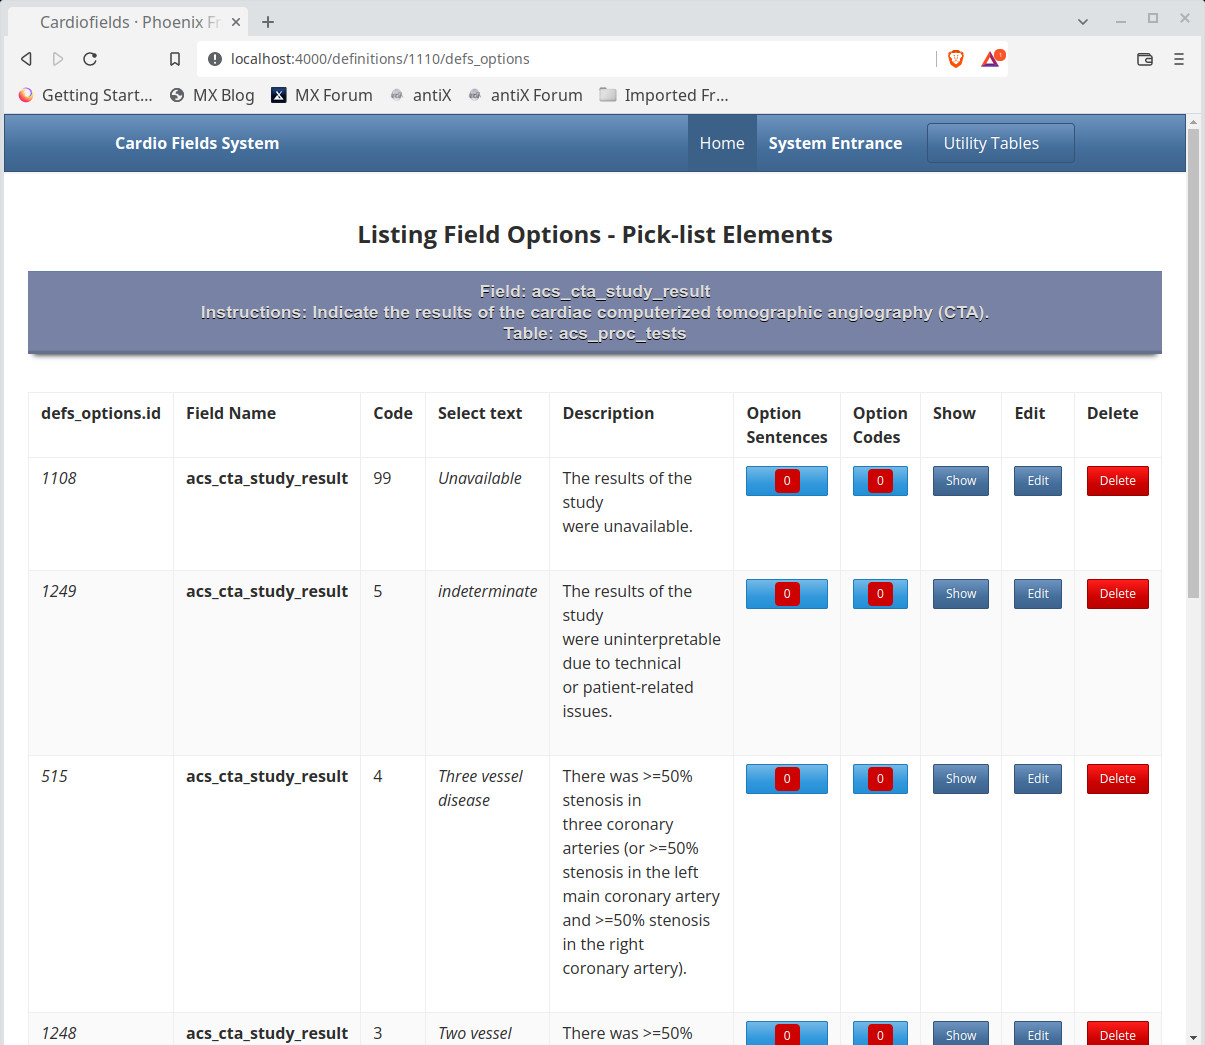 Cardiofields · Phoenix Fr
localhost:4000/definitions/1110/defs_options
1
Getting Start... MX Blog MX Forum antiX antiX Forum Imported Fr...
Cardio Fields System Home System Entrance Utility Tables
Listing Field Options - Pick-list Elements
Field: acs_cta_study_result
Instructions: Indicate the results of the cardiac computerized tomographic angiography (CTA).
Table: acs_proc_tests
defs_options.id Field Name Code Select text Description Option Sentences Option Codes Show Edit Delete
1108 acs_cta_study_result 99 Unavailable The results of the 0 0 Show Edit Delete
study
were unavailable.
1249 acs_cta_study_result 5 indeterminate The results of the 0 0 Show Edit Delete
study
were uninterpretable
due to technical
or patient-related
issues.
515 acs_cta_study_result 4 Three vessel There was >=50% 0 0 Show Edit Delete
disease stenosis in
three coronary
arteries (or >=50%
stenosis in the left
main coronary artery
and >=50% stenosis
in the right
coronary artery).
1248 acs_cta_study_result 3 Two vessel There was >=50% 0 0 Show Edit Delete